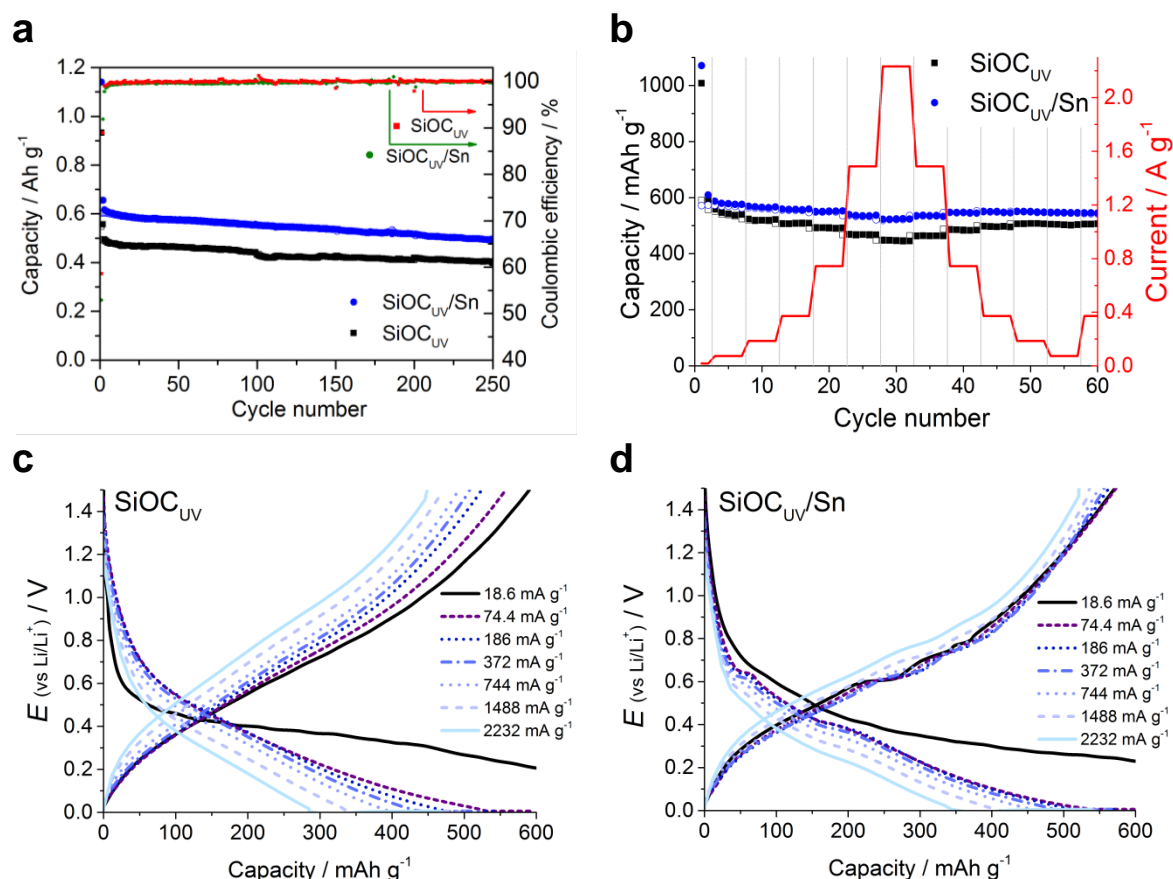 a
1.2
1.0
0.8
0.6
0.4
0.2
0.0
Capacity / Ah g-1
0
50
100
150
200
250
Cycle number
100
90
80
70
60
50
40
Coulombic efficiency / %
SiOCUV
SiOCUV/Sn
SiOCUV/Sn
SiOCUV
b
1000
800
600
400
200
0
Capacity / mAh g-1
0
10
20
30
40
50
60
Cycle number
2.0
1.6
1.2
0.8
0.4
0.0
Current / A g-1
SiOCUV
SiOCUV/Sn
c
SiOCUV
1.4
1.2
1.0
0.8
0.6
0.4
0.2
0.0
E (vs Li/Li+) / V
0
100
200
300
400
500
600
Capacity / mAh g-1
18.6 mA g-1
74.4 mA g-1
186 mA g-1
372 mA g-1
744 mA g-1
1488 mA g-1
2232 mA g-1
d
SiOCUV/Sn
1.4
1.2
1.0
0.8
0.6
0.4
0.2
0.0
E (vs Li/Li+) / V
0
100
200
300
400
500
600
Capacity / mAh g-1
18.6 mA g-1
74.4 mA g-1
186 mA g-1
372 mA g-1
744 mA g-1
1488 mA g-1
2232 mA g-1